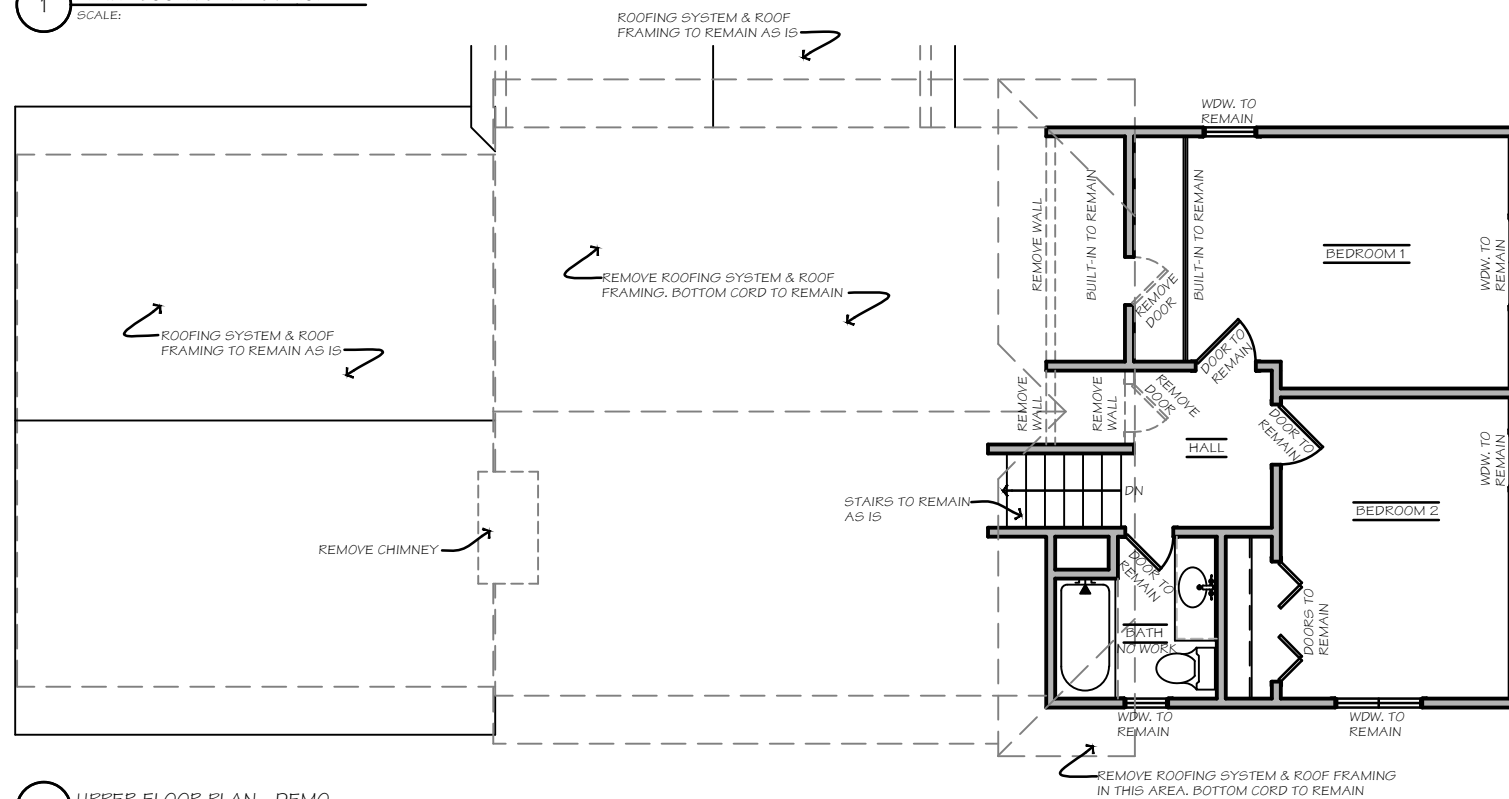 1
SCALE:
ROOFING SYSTEM & ROOF
FRAMING TO REMAIN AS IS
WDW. TO
REMAIN
REMOVE WALL
BUILT-IN TO REMAIN
BUILT-IN TO REMAIN
BEDROOM 1
WDW. TO
REMAIN
REMOVE
DOOR
REMOVE ROOFING SYSTEM & ROOF
FRAMING. BOTTOM CORD TO REMAIN
ROOFING SYSTEM & ROOF
FRAMING TO REMAIN AS IS
DOOR TO
REMAIN
REMOVE
WALL
REMOVE
WALL
REMOVE
DOOR
DOOR TO
REMAIN
HALL
WDW. TO
REMAIN
DN
STAIRS TO REMAIN
AS IS
BEDROOM 2
REMOVE CHIMNEY
DOOR TO
REMAIN
DOORS TO
REMAIN
BATH
NO WORK
WDW. TO
REMAIN
WDW. TO
REMAIN
REMOVE ROOFING SYSTEM & ROOF FRAMING
IN THIS AREA. BOTTOM CORD TO REMAIN
UPPER FLOOR PLAN - DEMO